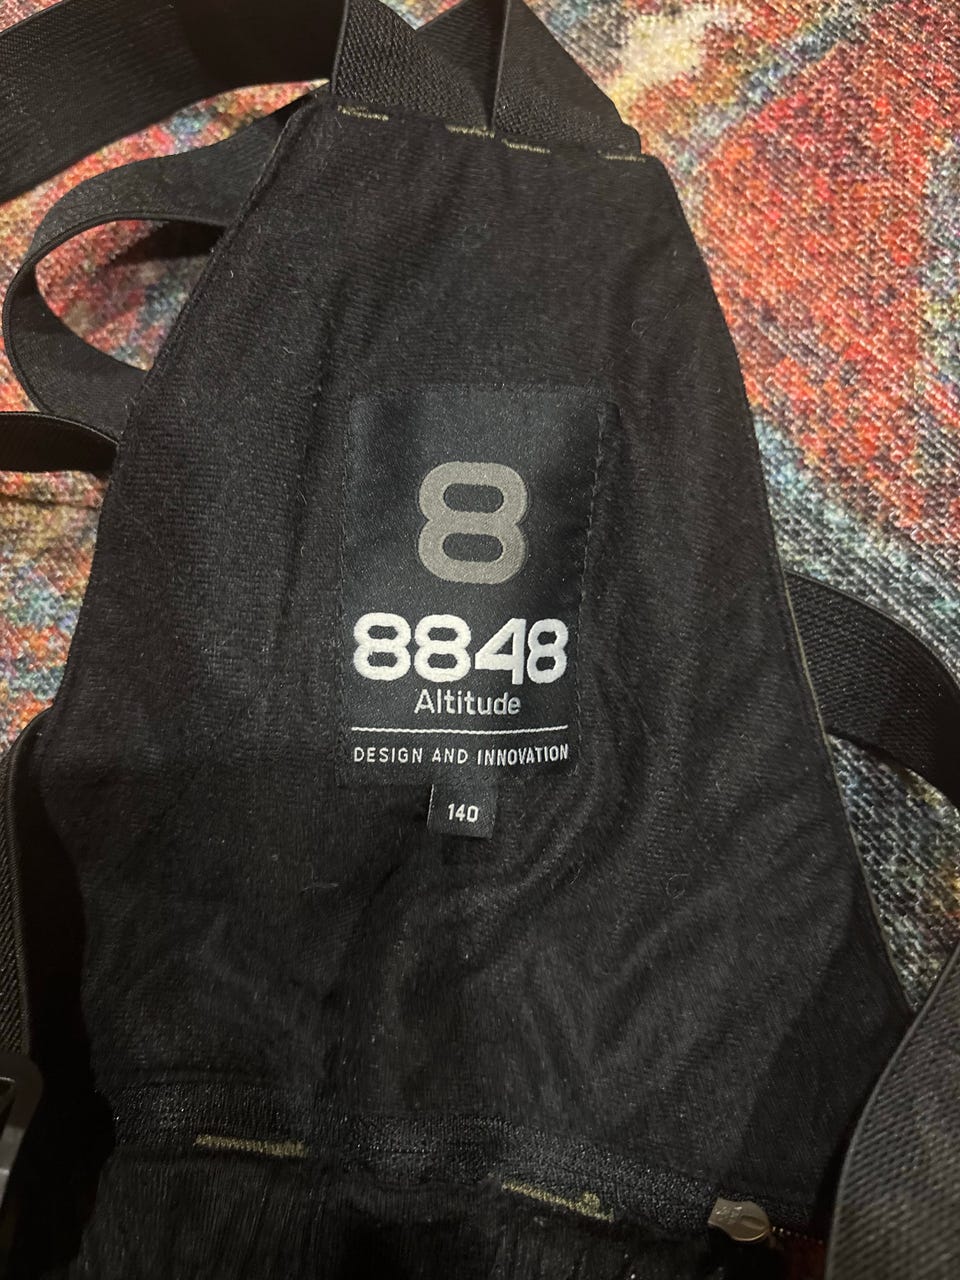 8
8848
Altitude
DESIGN AND INNOVATION
140